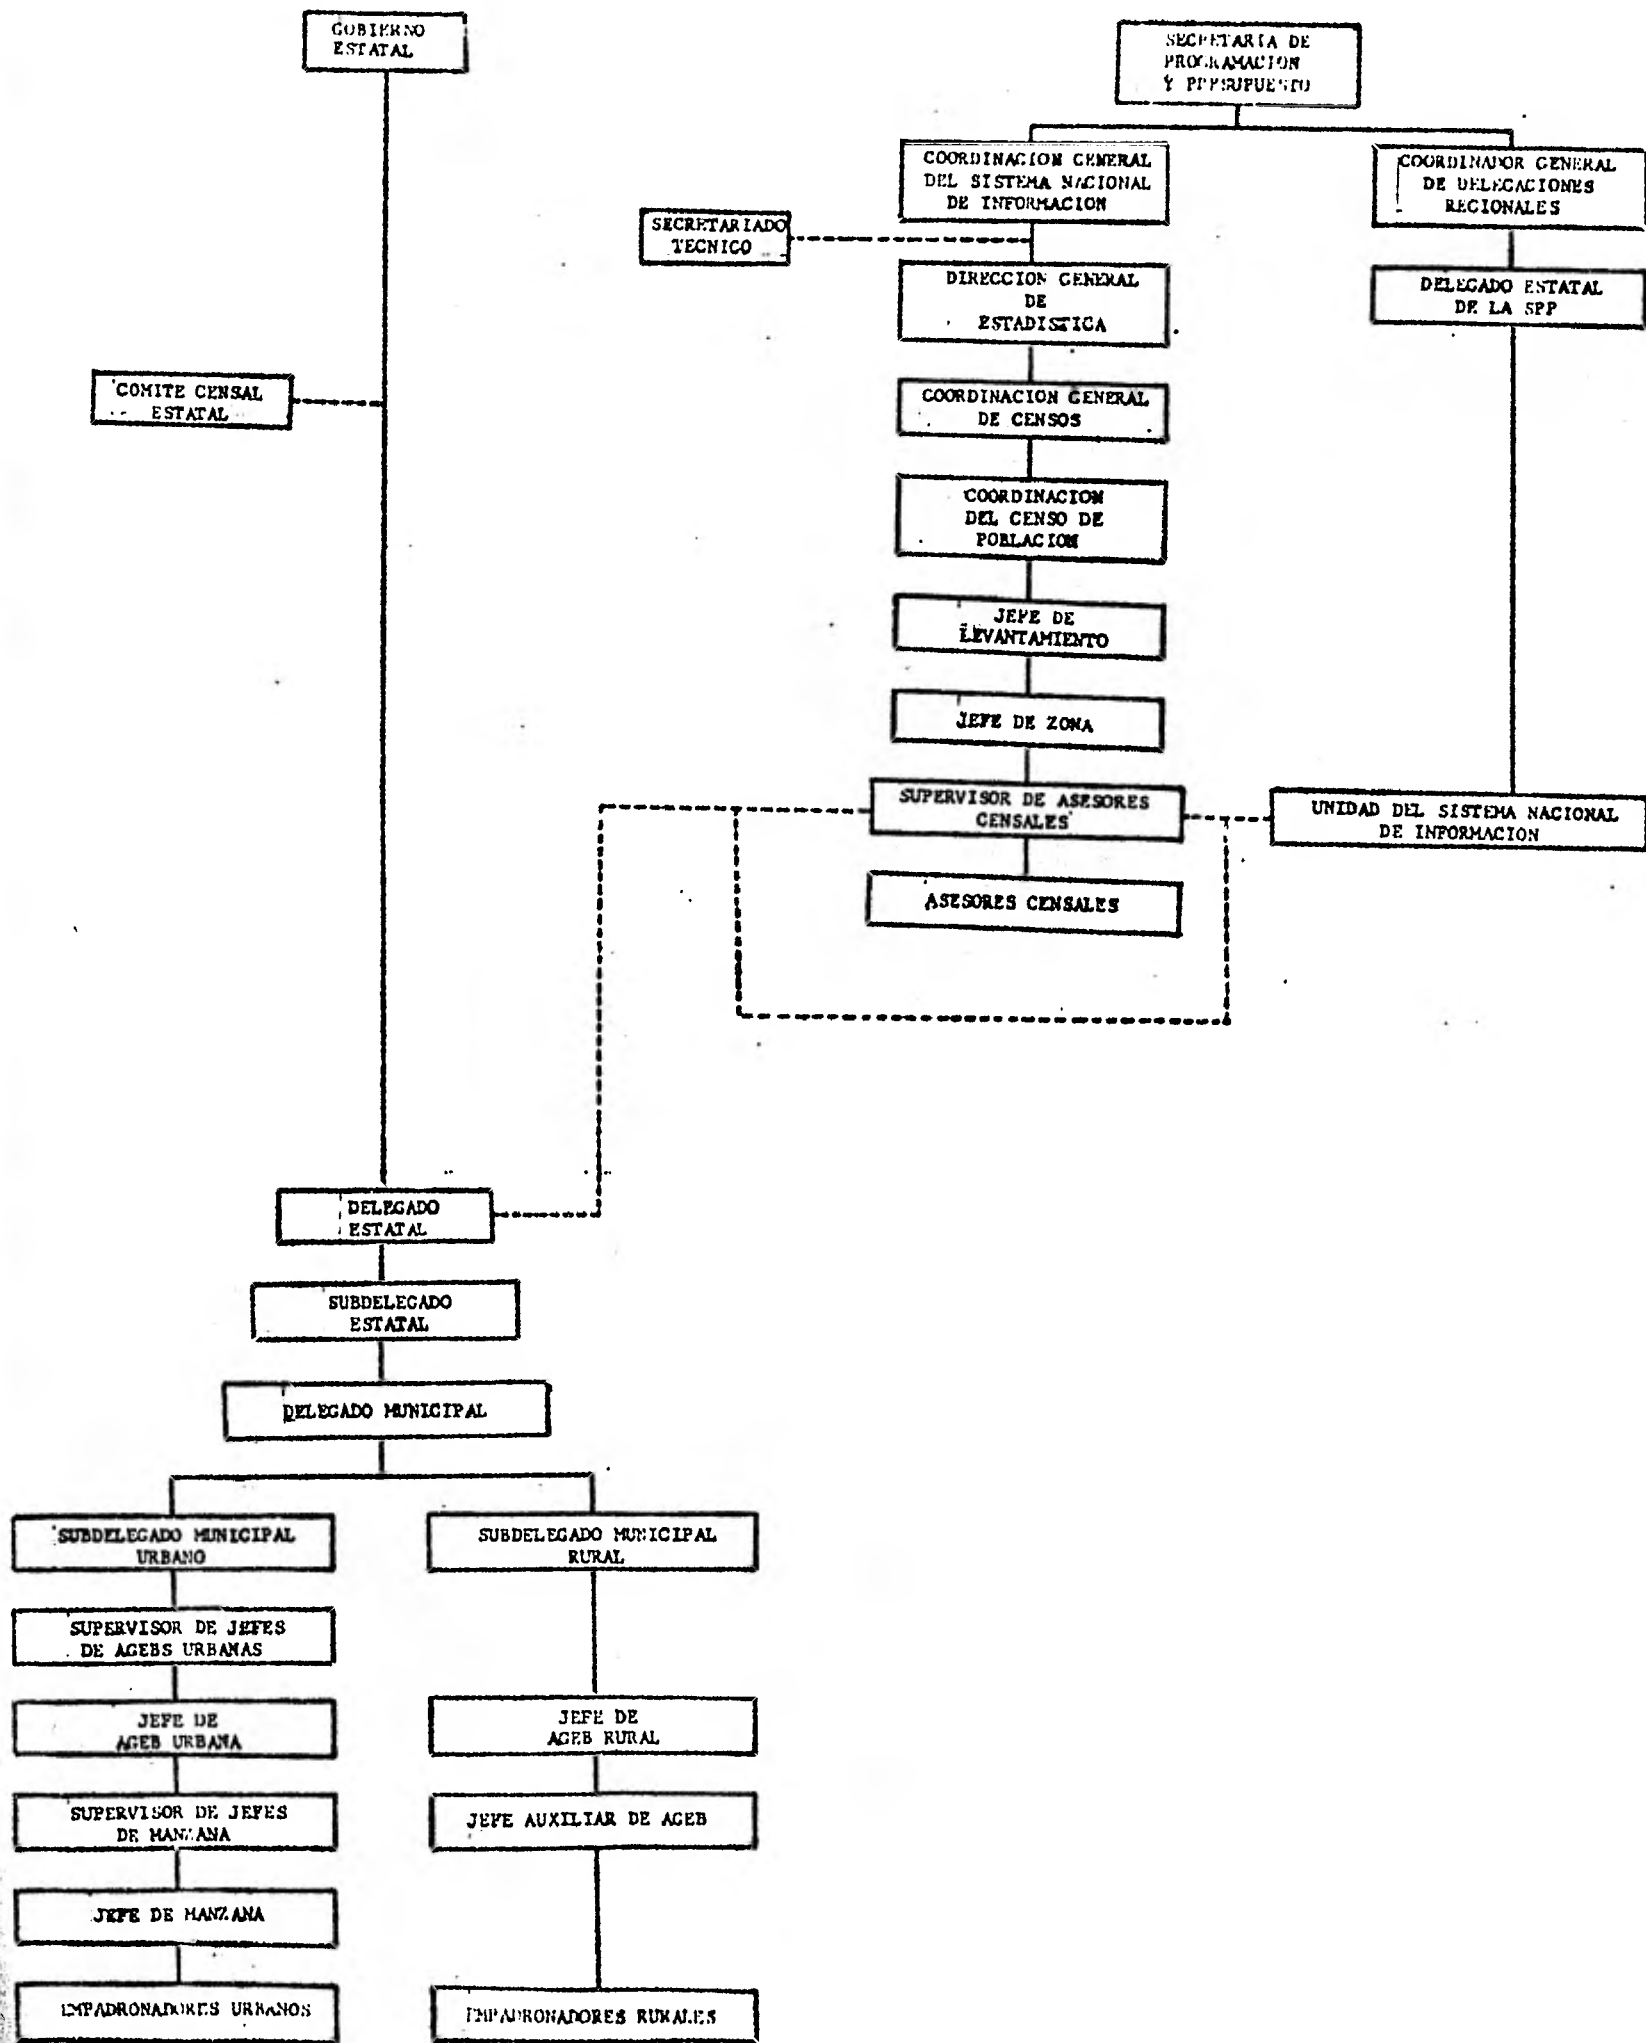 GOBIERNO
ESTATAL
SECRETARIA DE
PROGRAMACION
Y PRESUPUESTO
COORDINACION GENERAL
DEL SISTEMA NACIONAL
DE INFORMACION
COORDINADOR GENERAL
DE DELEGACIONES
REGIONALES
SECRETARIADO
TECNICO
DIRECCION GENERAL
DE
ESTADISTICA
DELEGADO ESTATAL
DE LA SPP
COMITE CENSAL
ESTATAL
COORDINACION GENERAL
DE CENSOS
COORDINACION
DEL CENSO DE
POBLACION
JEFE DE
LEVANTAMIENTO
JEFE DE ZONA
SUPERVISOR DE ASESORES
CENSALES
UNIDAD DEL SISTEMA NACIONAL
DE INFORMACION
ASESORES CENSALES
DELEGADO
ESTATAL
SUBDELEGADO
ESTATAL
DELEGADO MUNICIPAL
SUBDELEGADO MUNICIPAL
URBANO
SUBDELEGADO MUNICIPAL
RURAL
SUPERVISOR DE JEFES
DE AGEBS URBANAS
JEFE DE
AGEB URBANA
JEFE DE
AGEB RURAL
SUPERVISOR DE JEFES
DE MANZANA
JEFE AUXILIAR DE AGEB
JEFE DE MANZANA
EMPADRONADORES URBANOS
EMPADRONADORES RURALES